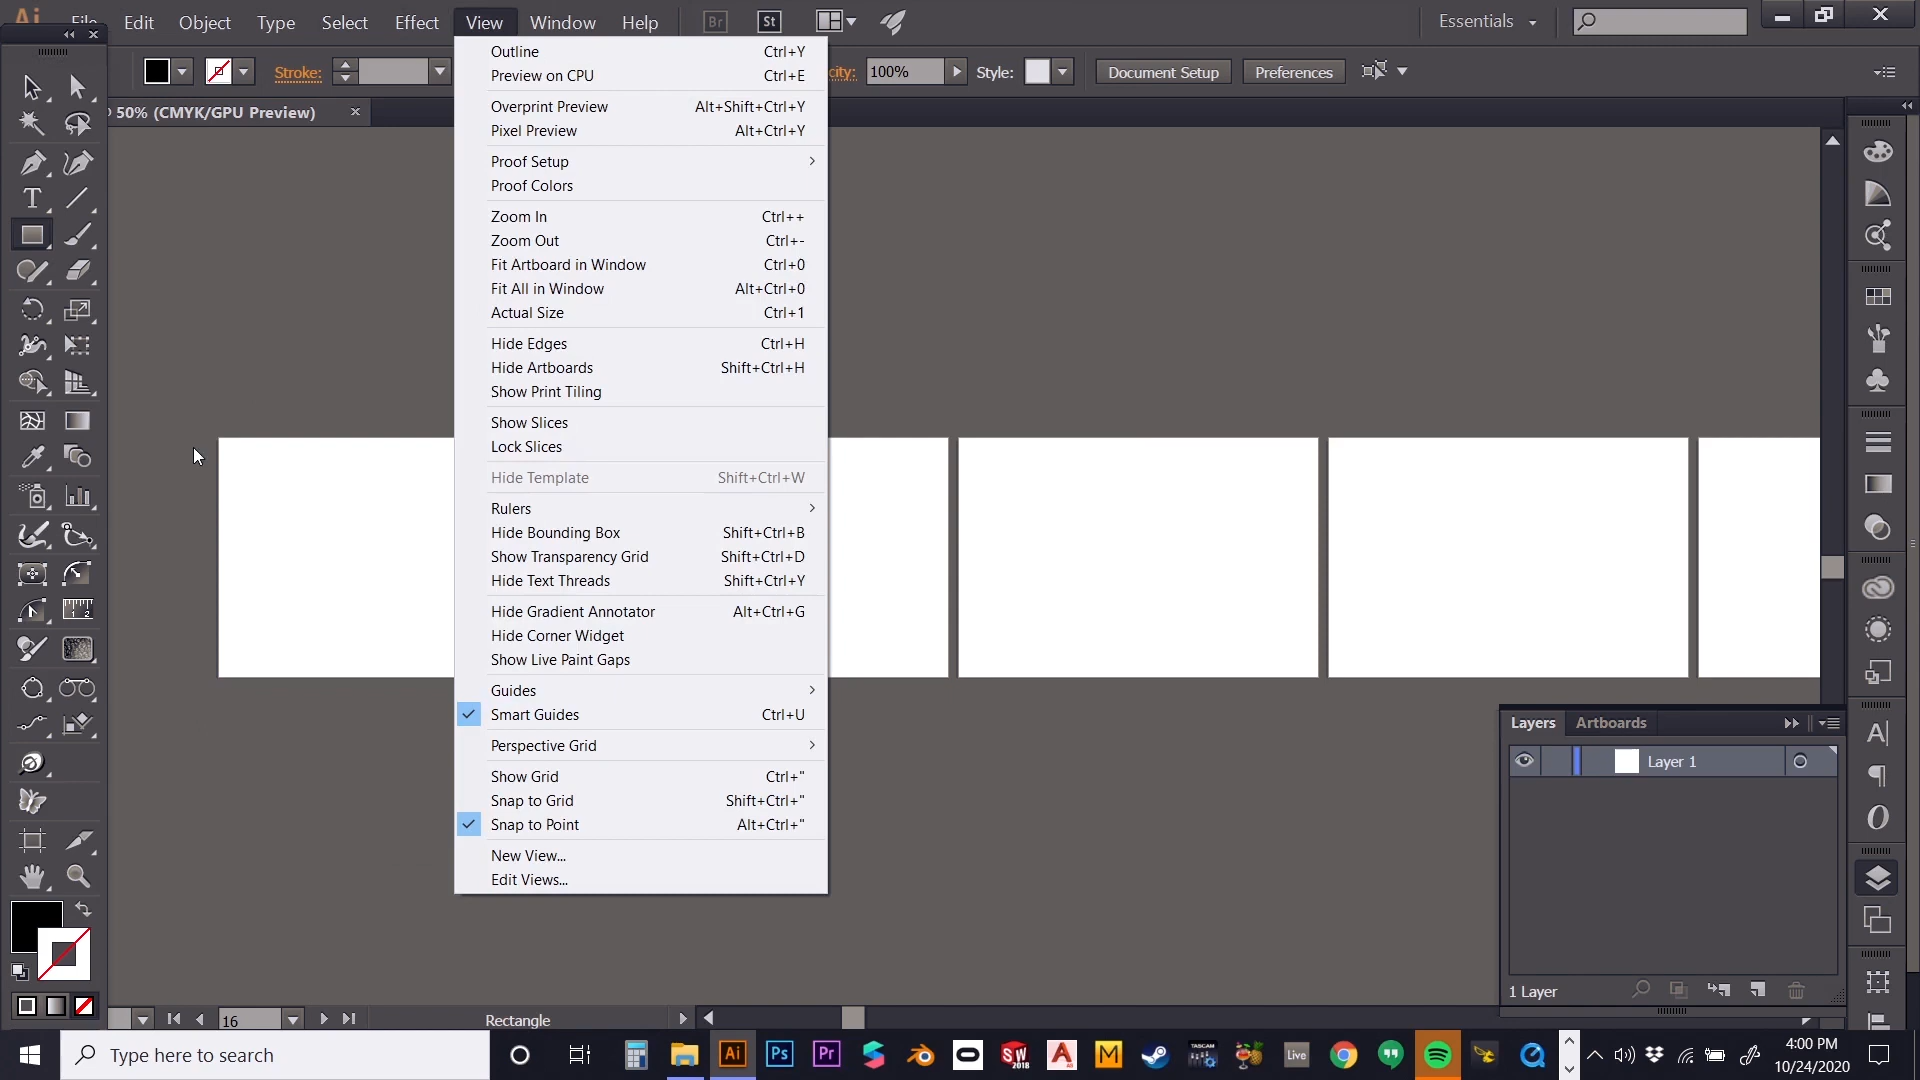 Ai File Edit Object Type Select Effect View Window Help Br St Essentials
Stroke: 100% Style: Document Setup Preferences
50% (CMYK/GPU Preview)
Outline Ctrl+Y
Preview on CPU Ctrl+E
Overprint Preview Alt+Shift+Ctrl+Y
Pixel Preview Alt+Ctrl+Y
Proof Setup
Proof Colors
Zoom In Ctrl++
Zoom Out Ctrl+-
Fit Artboard in Window Ctrl+0
Fit All in Window Alt+Ctrl+0
Actual Size Ctrl+1
Hide Edges Ctrl+H
Hide Artboards Shift+Ctrl+H
Show Print Tiling
Show Slices
Lock Slices
Hide Template Shift+Ctrl+W
Rulers
Hide Bounding Box Shift+Ctrl+B
Show Transparency Grid Shift+Ctrl+D
Hide Text Threads Shift+Ctrl+Y
Hide Gradient Annotator Alt+Ctrl+G
Hide Corner Widget
Show Live Paint Gaps
Guides
Smart Guides Ctrl+U
Perspective Grid
Show Grid Ctrl+"
Snap to Grid Shift+Ctrl+"
Snap to Point Alt+Ctrl+"
New View...
Edit Views...
Layers Artboards
Layer 1
1 Layer
16 Rectangle
Type here to search
Ai Ps Pr SW 2018 A M TASCAM Live
4:00 PM
10/24/2020